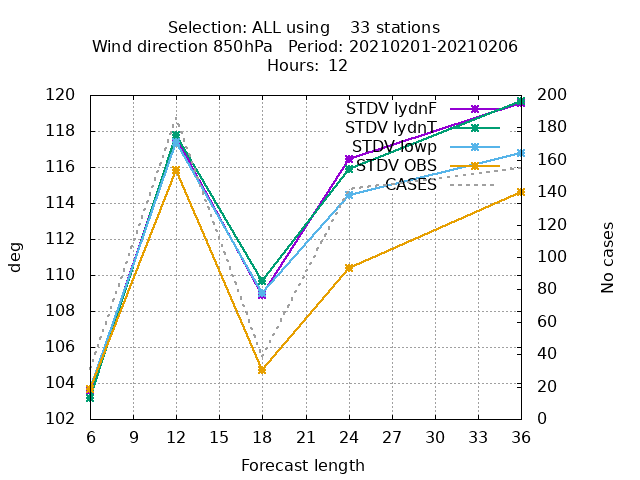 Selection: ALL using 33 stations
Wind direction 850hPa Period: 20210201-20210206
Hours: 12
120
118
116
114
112
110
108
106
104
102
deg
STDV lydnF
STDV lydnT
STDV lowp
STDV OBS
CASES
200
180
160
140
120
100
80
60
40
20
0
No cases
6 9 12 15 18 21 24 27 30 33 36
Forecast length